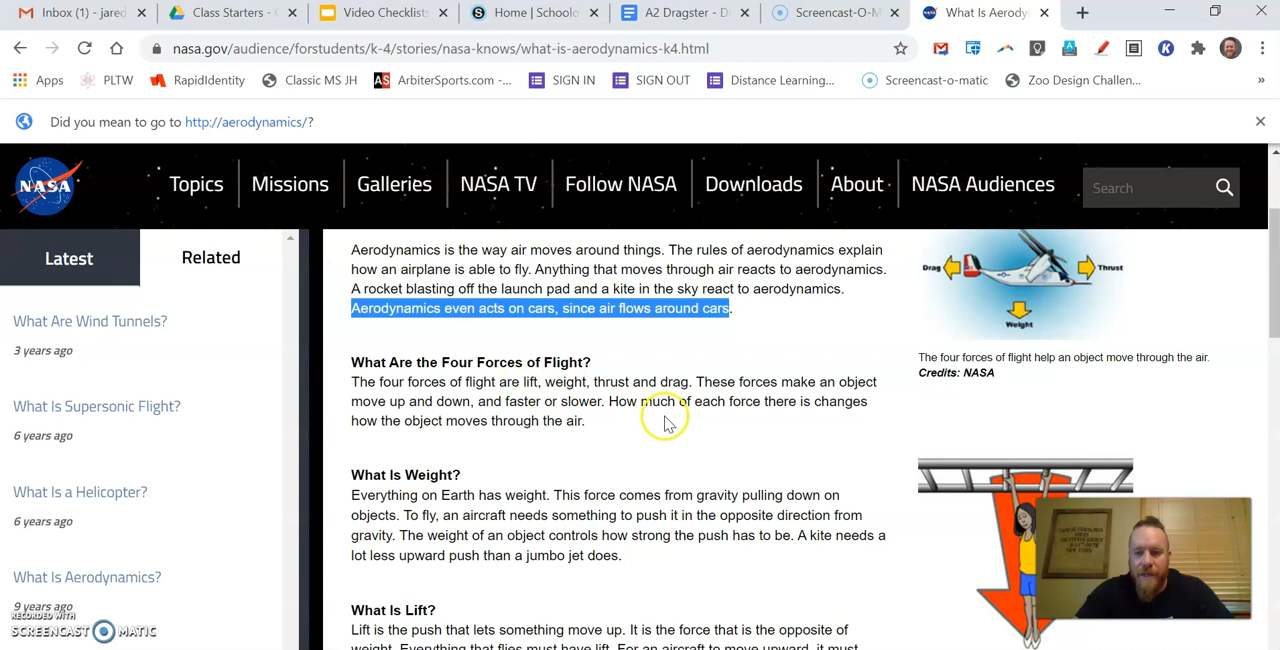 Inbox (1) - jared
Class Starters - G
Video Checklists
Home | Schoolo
A2 Dragster - D
Screencast-O-M
What Is Aerody
nasa.gov/audience/forstudents/k-4/stories/nasa-knows/what-is-aerodynamics-k4.html
Apps
PLTW
RapidIdentity
Classic MS JH
AS
ArbiterSports.com -...
SIGN IN
SIGN OUT
Distance Learning...
Screencast-o-matic
Zoo Design Challen...
»
Did you mean to go to http://aerodynamics/?
NASA
Topics
Missions
Galleries
NASA TV
Follow NASA
Downloads
About
NASA Audiences
Search
Latest
Related
What Are Wind Tunnels?
3 years ago
What Is Supersonic Flight?
6 years ago
What Is a Helicopter?
6 years ago
What Is Aerodynamics?
9 years ago
RECORDED WITH
SCREENCAST MATIC
Aerodynamics is the way air moves around things. The rules of aerodynamics explain
how an airplane is able to fly. Anything that moves through air reacts to aerodynamics.
A rocket blasting off the launch pad and a kite in the sky react to aerodynamics.
Aerodynamics even acts on cars, since air flows around cars.
What Are the Four Forces of Flight?
The four forces of flight are lift, weight, thrust and drag. These forces make an object
move up and down, and faster or slower. How much of each force there is changes
how the object moves through the air.
What Is Weight?
Everything on Earth has weight. This force comes from gravity pulling down on
objects. To fly, an aircraft needs something to push it in the opposite direction from
gravity. The weight of an object controls how strong the push has to be. A kite needs a
lot less upward push than a jumbo jet does.
What Is Lift?
Lift is the push that lets something move up. It is the force that is the opposite of
weight. Everything that flies must have lift. For an aircraft to move upward, it must
Drag
Thrust
Weight
The four forces of flight help an object move through the air.
Credits: NASA